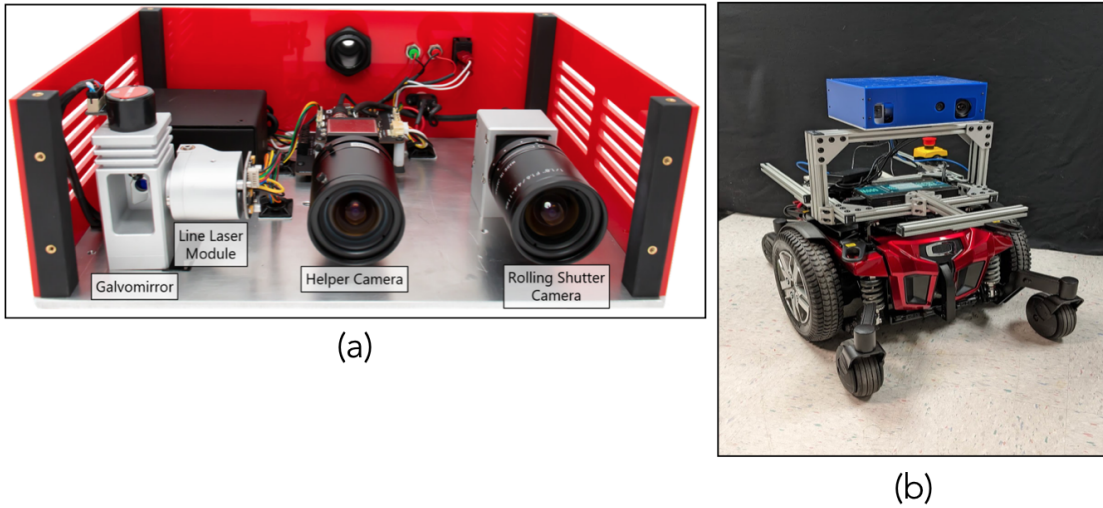 Line Laser
Module
Galvomirror
Helper Camera
Rolling Shutter
Camera
(a)
(b)